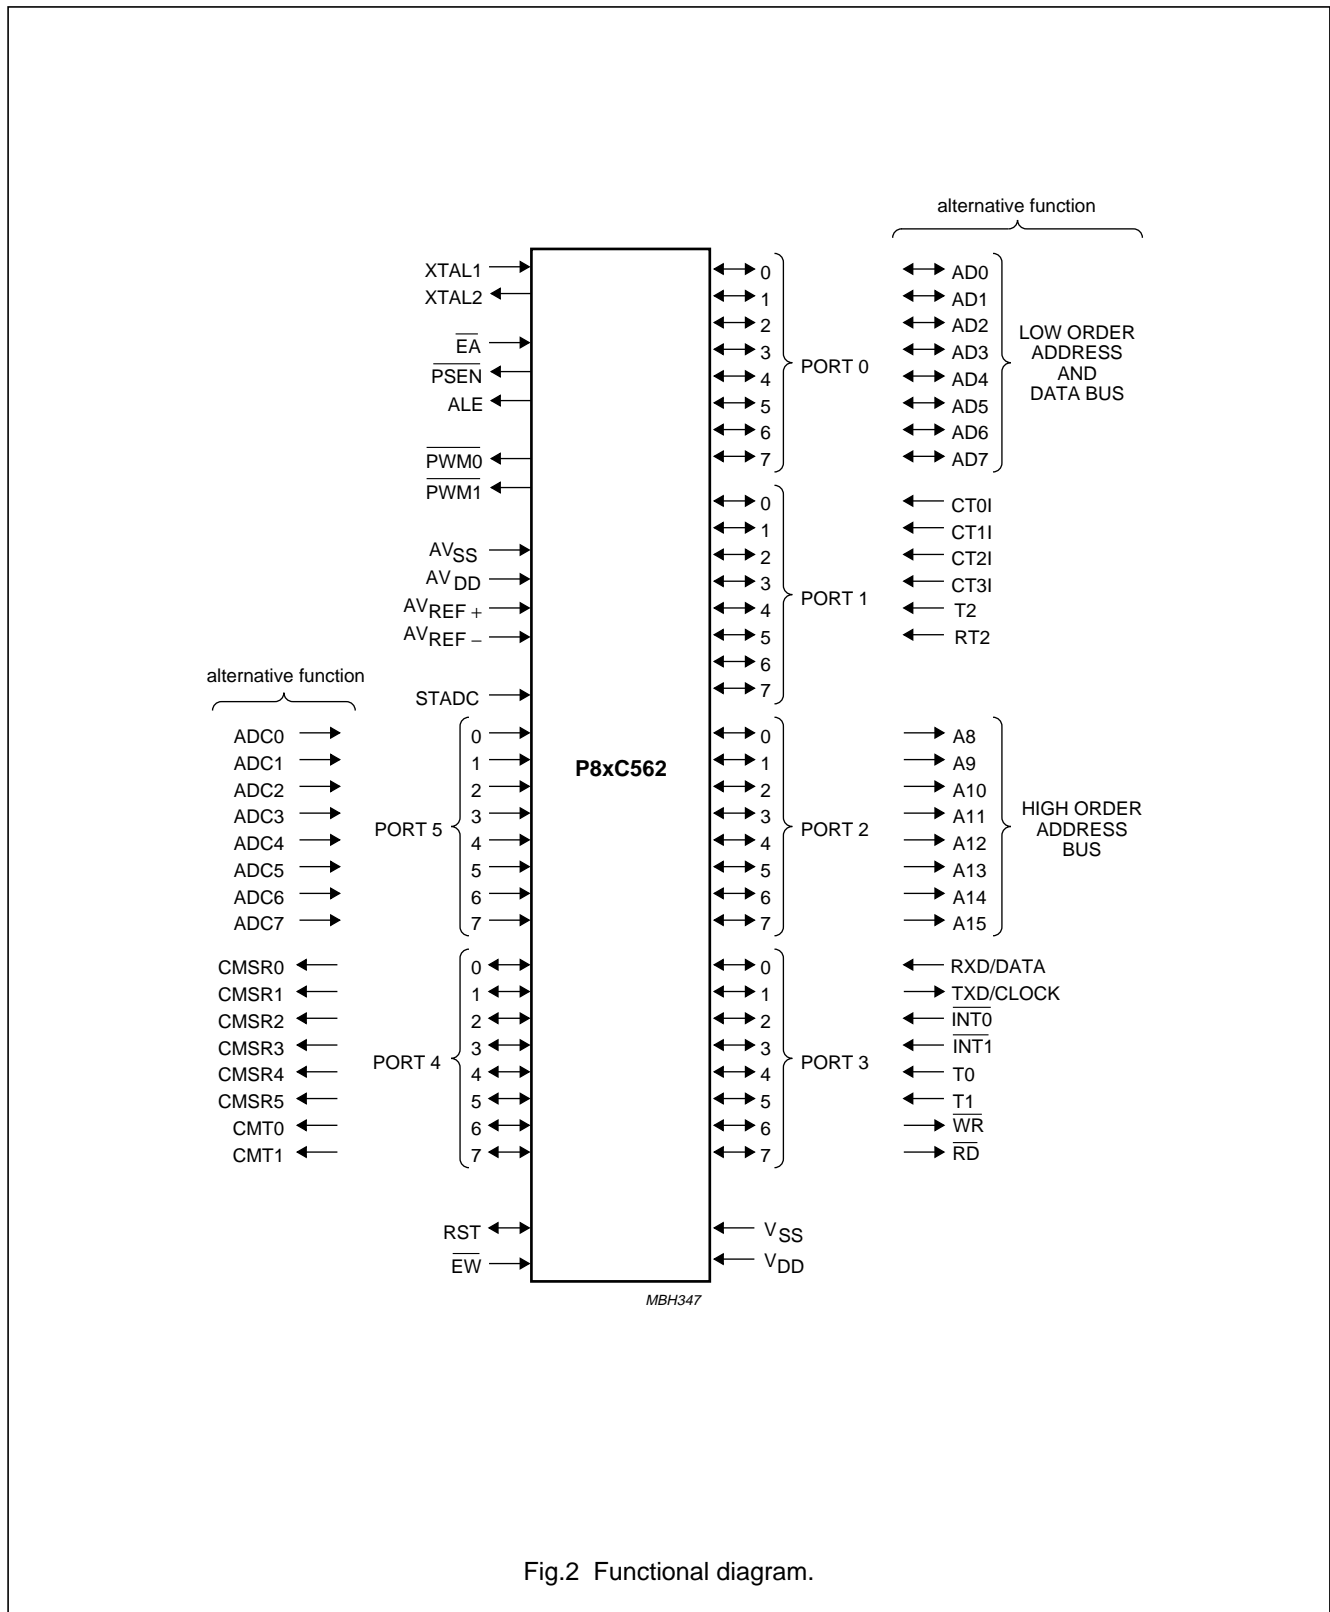 alternative function
XTAL1
XTAL2
EA
PSEN
ALE
PWM0
PWM1
AVSS
AVDD
AVREF +
AVREF −
STADC
alternative function
ADC0
ADC1
ADC2
ADC3
ADC4
ADC5
ADC6
ADC7
0
1
2
3
4
5
6
7
PORT 5
CMSR0
CMSR1
CMSR2
CMSR3
CMSR4
CMSR5
CMT0
CMT1
0
1
2
3
4
5
6
7
PORT 4
RST
EW
P8xC562
0
1
2
3
4
5
6
7
PORT 0
AD0
AD1
AD2
AD3
AD4
AD5
AD6
AD7
LOW ORDER
ADDRESS
AND
DATA BUS
0
1
2
3
4
5
6
7
PORT 1
CT0I
CT1I
CT2I
CT3I
T2
RT2
0
1
2
3
4
5
6
7
PORT 2
A8
A9
A10
A11
A12
A13
A14
A15
HIGH ORDER
ADDRESS
BUS
0
1
2
3
4
5
6
7
PORT 3
RXD/DATA
TXD/CLOCK
INT0
INT1
T0
T1
WR
RD
VSS
VDD
MBH347
Fig.2 Functional diagram.